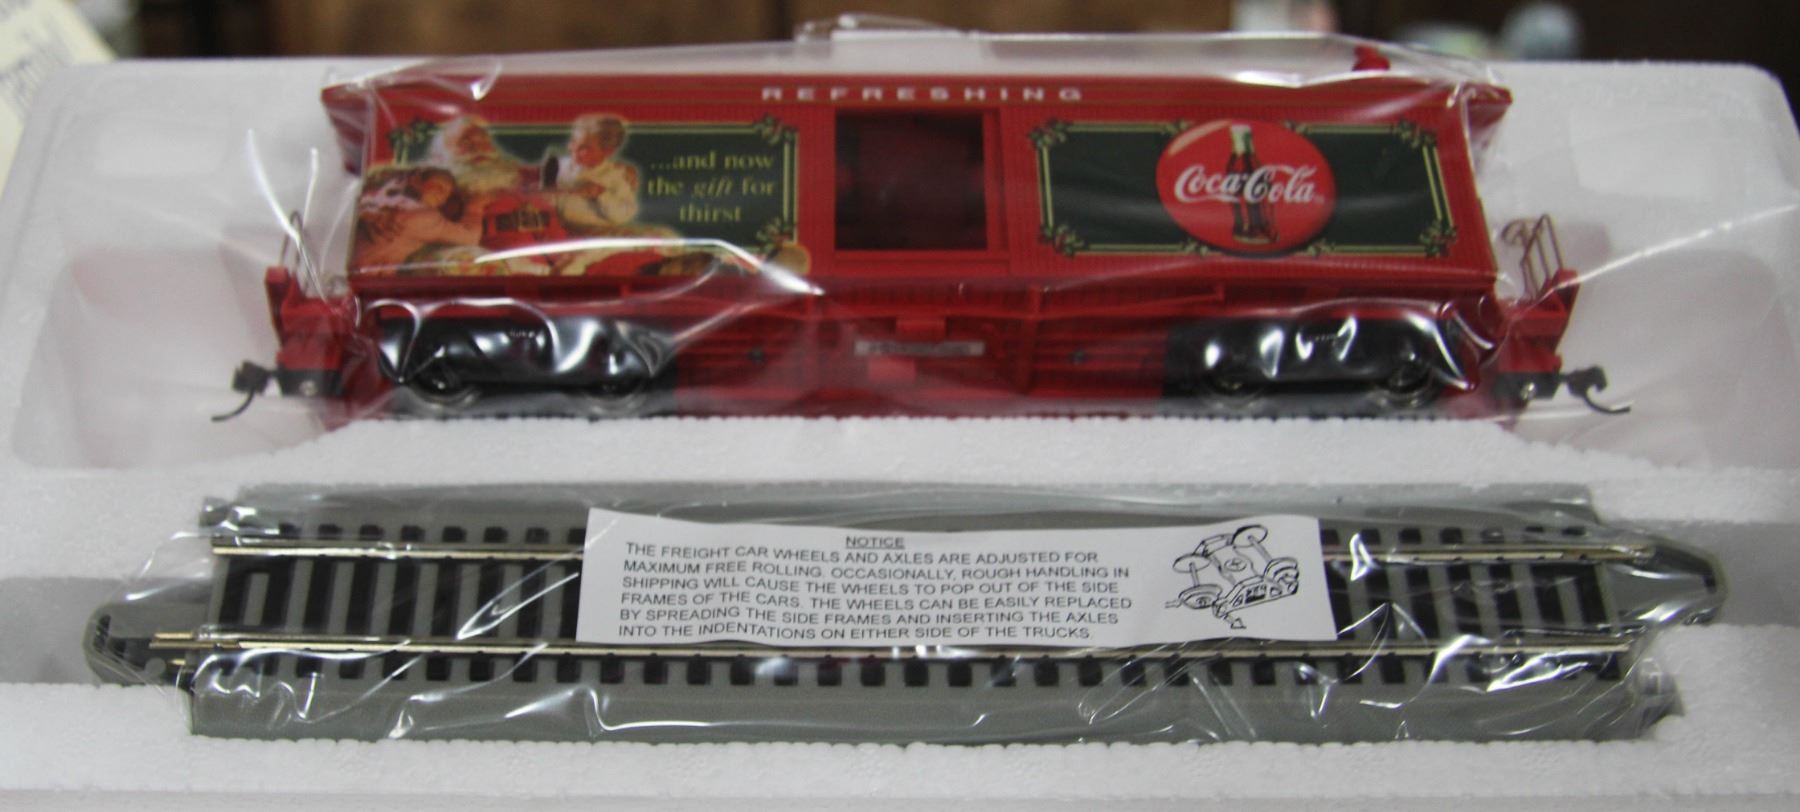 REFRESHING
...and now
the gift for
thirst
Coca-Cola
NOTICE
THE FREIGHT CAR WHEELS AND AXLES ARE ADJUSTED FOR
MAXIMUM FREE ROLLING. OCCASIONALLY, ROUGH HANDLING IN
SHIPPING WILL CAUSE THE WHEELS TO POP OUT OF THE SIDE
FRAMES OF THE CARS. THE WHEELS CAN BE EASILY REPLACED
BY SPREADING THE SIDE FRAMES AND INSERTING THE AXLES
INTO THE INDENTATIONS ON EITHER SIDE OF THE TRUCKS.